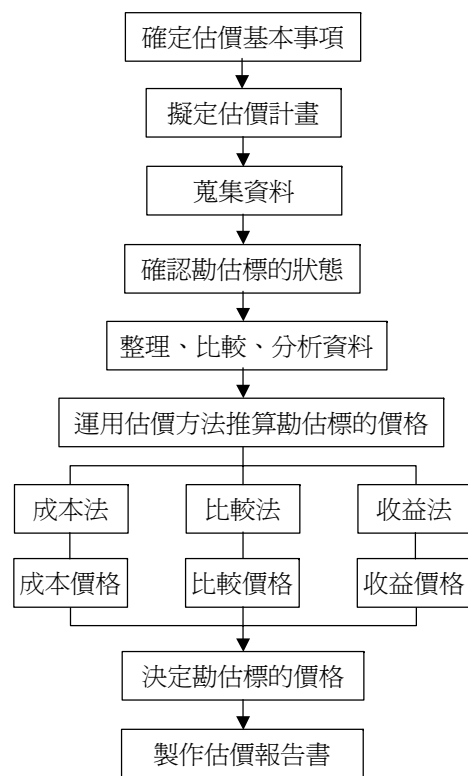 確定估價基本事項
擬定估價計畫
蒐集資料
確認勘估標的狀態
整理、比較、分析資料
運用估價方法推算勘估標的價格
成本法
比較法
收益法
成本價格
比較價格
收益價格
決定勘估標的價格
製作估價報告書